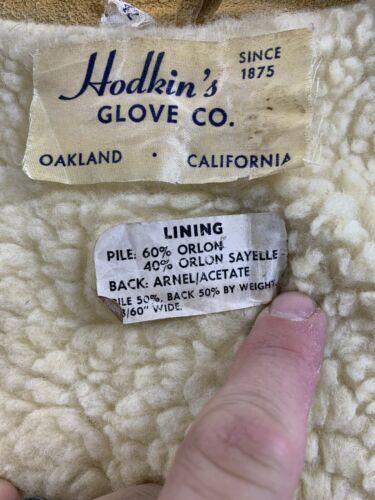 Hodkin's
SINCE
1875
GLOVE CO.
OAKLAND · CALIFORNIA
LINING
PILE: 60% ORLON
40% ORLON SAYELLE
BACK: ARNEL/ACETATE
50%, BACK 50% BY WEIGHT
/60" WIDE.